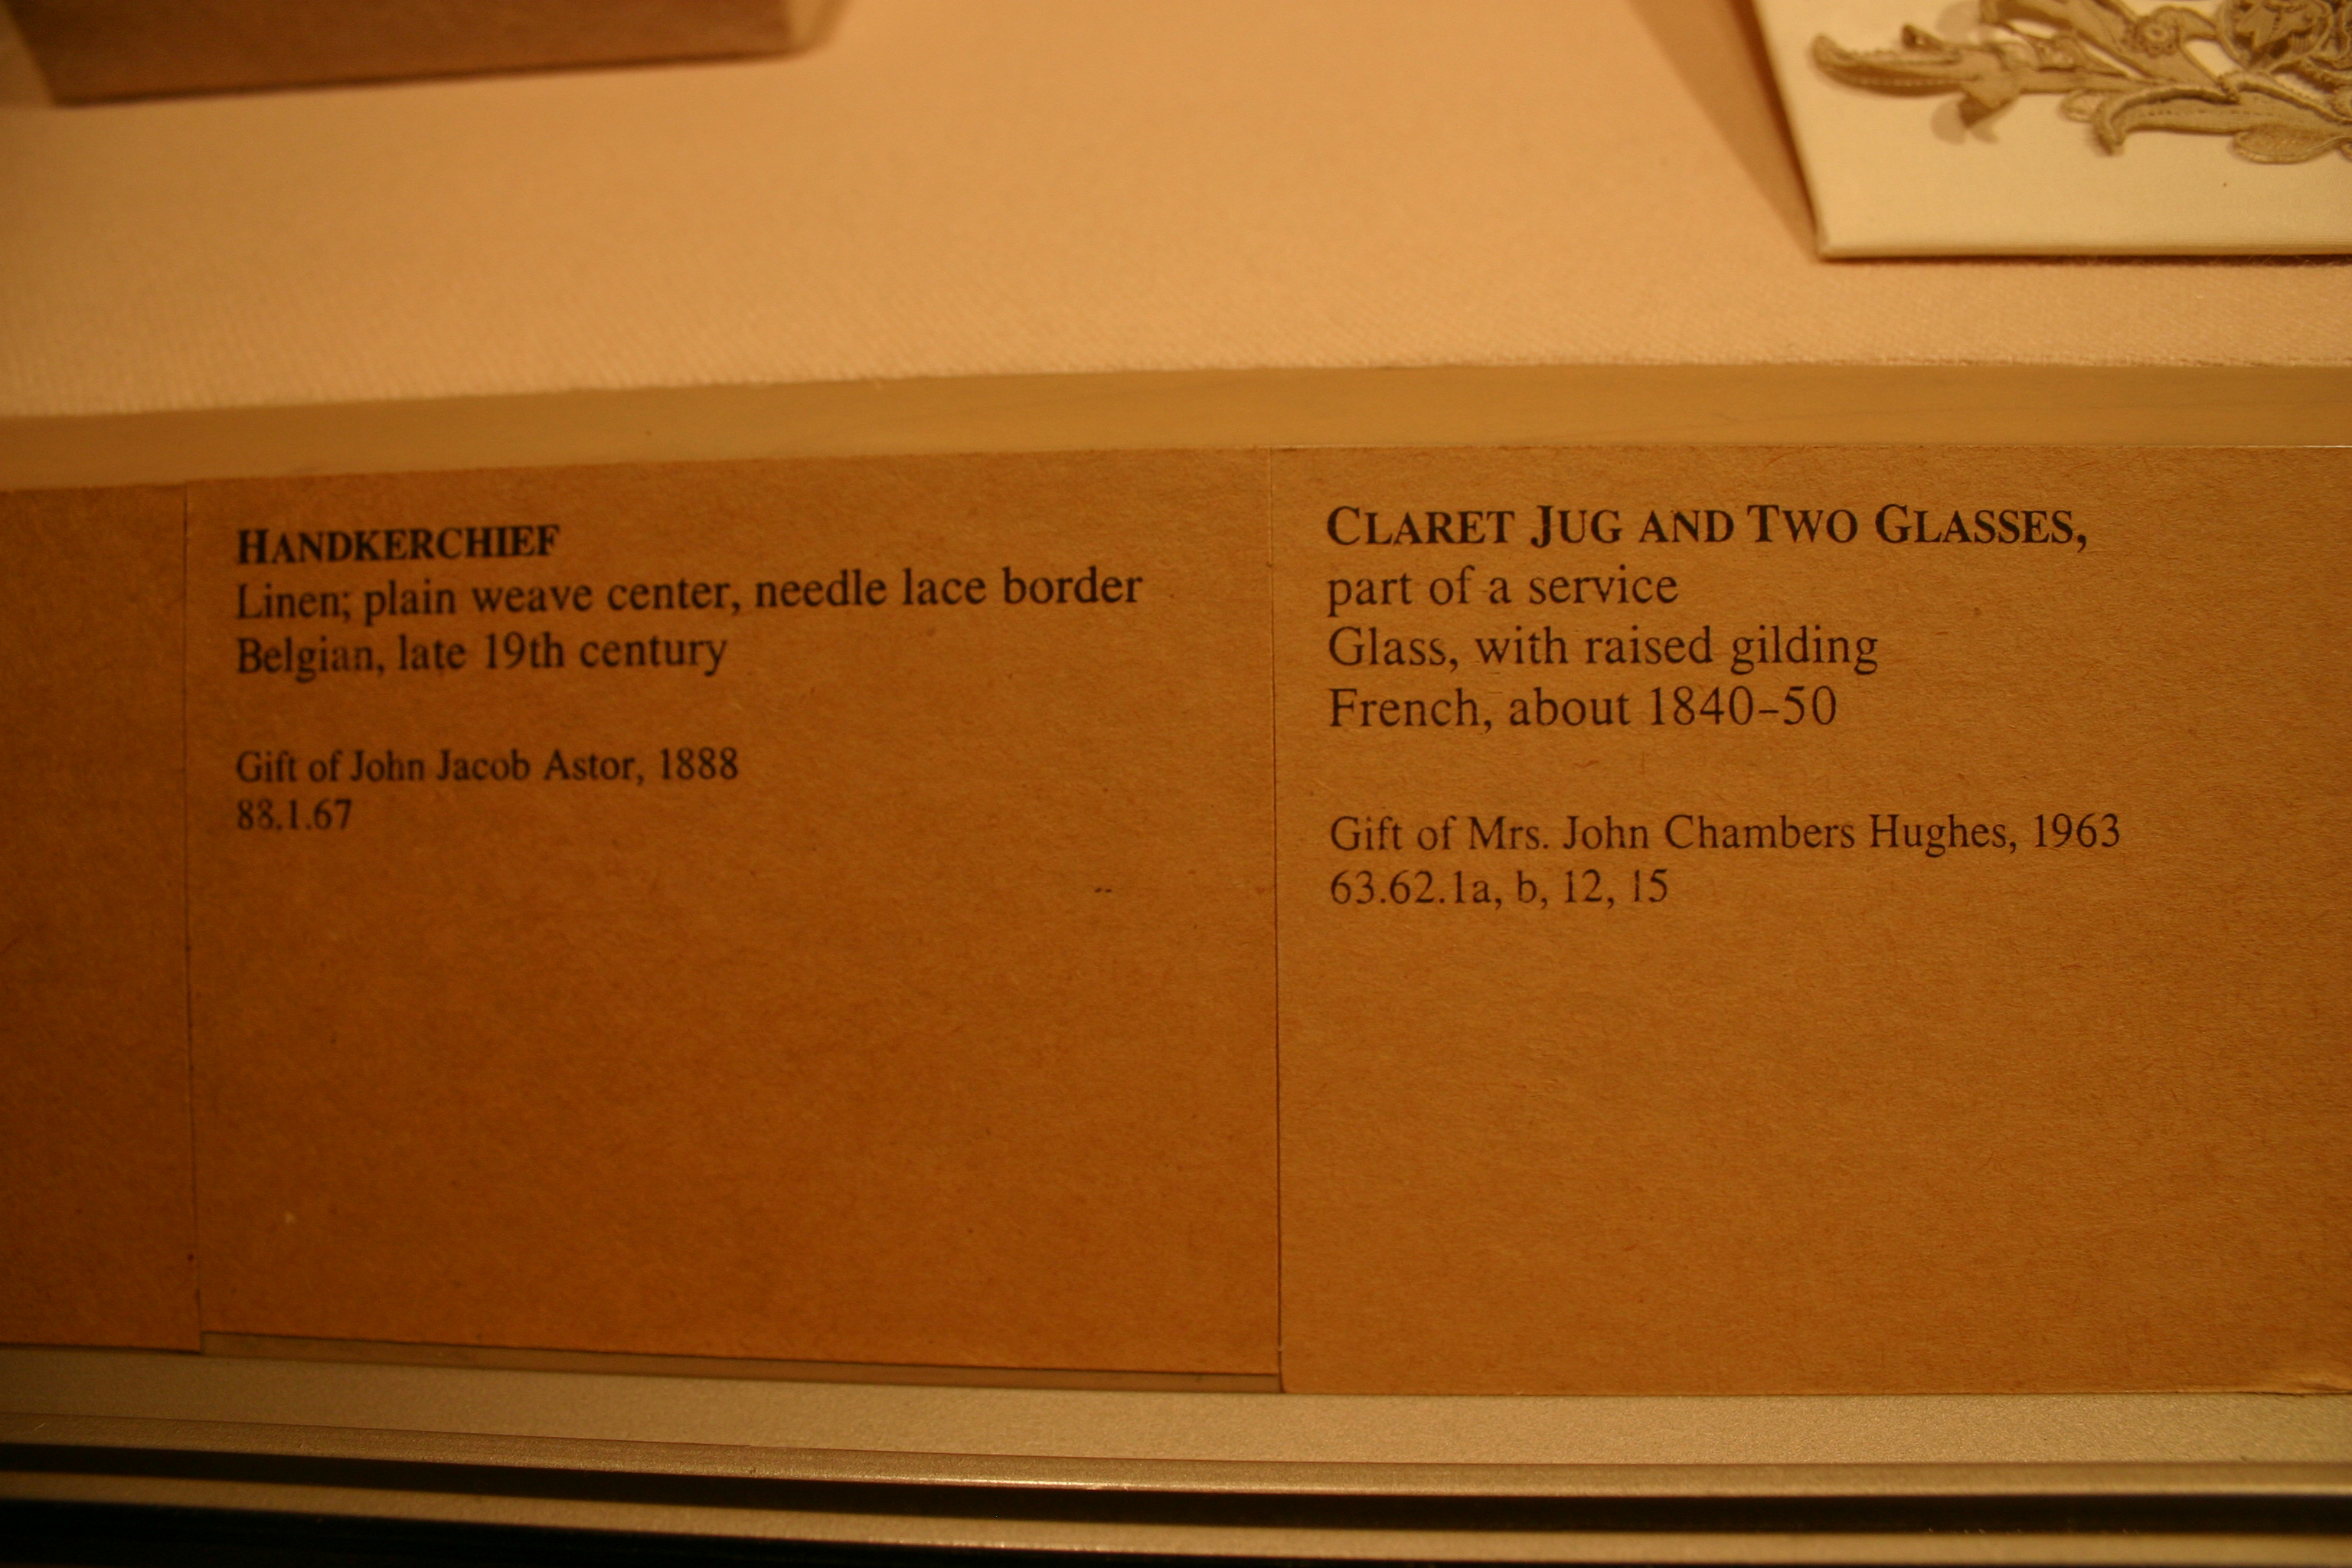 HANDKERCHIEF
Linen; plain weave center, needle lace border
Belgian, late 19th century
Gift of John Jacob Astor, 1888
88.1.67
CLARET JUG AND TWO GLASSES,
part of a service
Glass, with raised gilding
French, about 1840–50
Gift of Mrs. John Chambers Hughes, 1963
63.62.1a, b, 12, 15